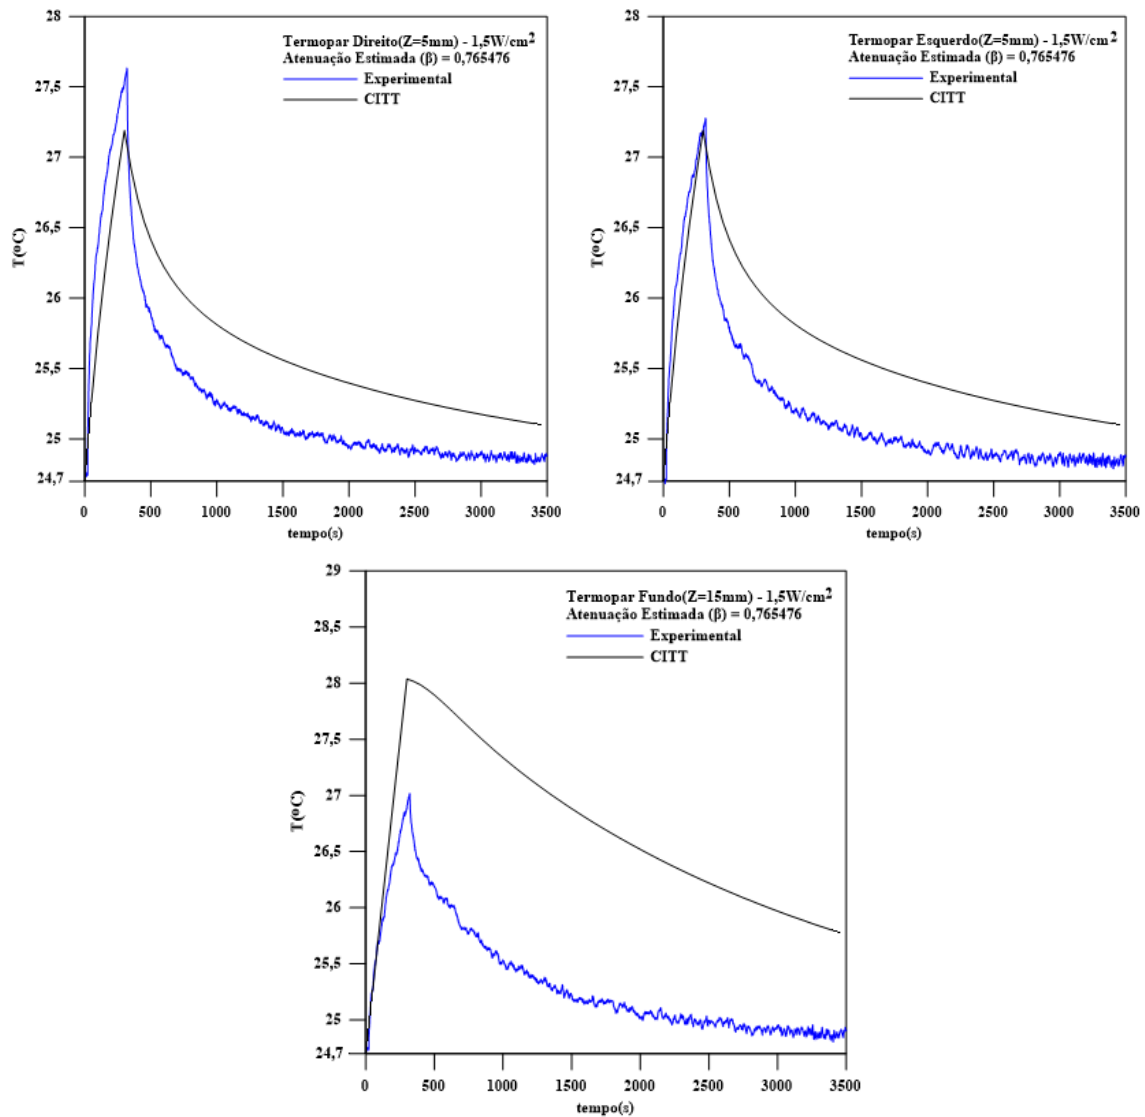 28
27,5
27
26,5
26
25,5
25
24,7
T(ºC)
Termopar Direito(Z=5mm) - 1,5W/cm2
Atenuação Estimada (β) = 0,765476
Experimental
CITT
0 500 1000 1500 2000 2500 3000 3500
tempo(s)
28
27,5
27
26,5
26
25,5
25
24,7
T(ºC)
Termopar Esquerdo(Z=5mm) - 1,5W/cm2
Atenuação Estimada (β) = 0,765476
Experimental
CITT
0 500 1000 1500 2000 2500 3000 3500
tempo(s)
29
28,5
28
27,5
27
26,5
26
25,5
25
24,7
T(ºC)
Termopar Fundo(Z=15mm) - 1,5W/cm2
Atenuação Estimada (β) = 0,765476
Experimental
CITT
0 500 1000 1500 2000 2500 3000 3500
tempo(s)